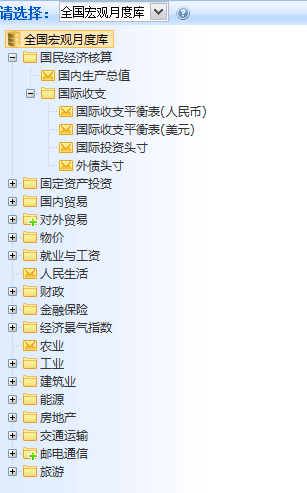 请选择： 全国宏观月度库
全国宏观月度库
国民经济核算
国内生产总值
国际收支
国际收支平衡表(人民币)
国际收支平衡表(美元)
国际投资头寸
外债头寸
固定资产投资
国内贸易
对外贸易
物价
就业与工资
人民生活
财政
金融保险
经济景气指数
农业
工业
建筑业
能源
房地产
交通运输
邮电通信
旅游